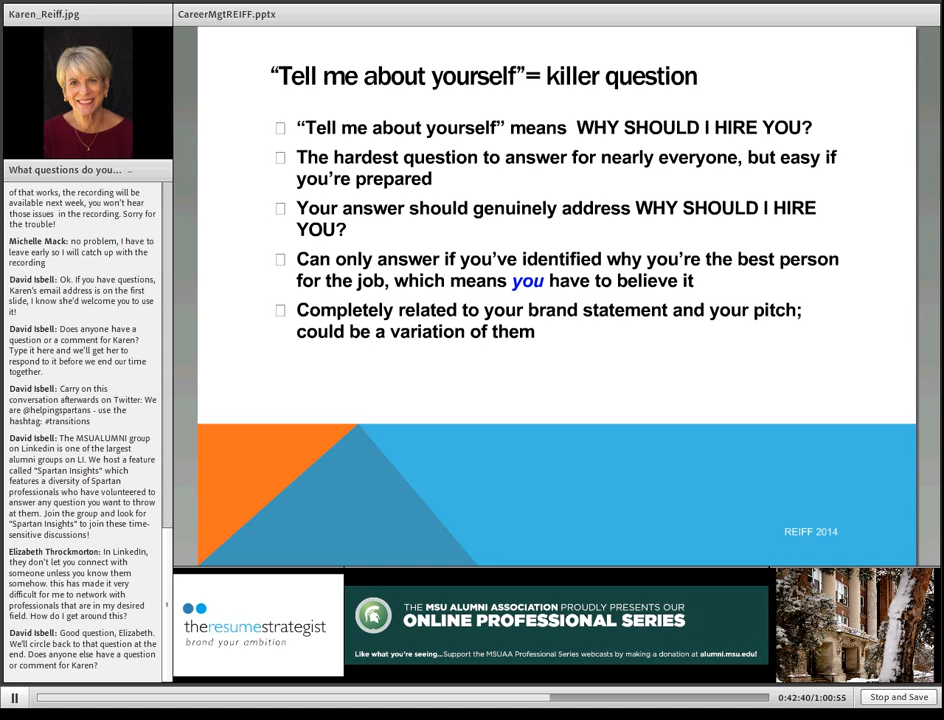 Karen_Reiff.jpg
CareerMgtREIFF.pptx
"Tell me about yourself"= killer question
"Tell me about yourself" means WHY SHOULD I HIRE YOU?
The hardest question to answer for nearly everyone, but easy if
you're prepared
Your answer should genuinely address WHY SHOULD I HIRE
YOU?
Can only answer if you've identified why you're the best person
for the job, which means you have to believe it
Completely related to your brand statement and your pitch;
could be a variation of them
REIFF 2014
What questions do you... ..
of that works, the recording will be
available next week, you won't hear
those issues in the recording. Sorry for
the trouble!
Michelle Mack: no problem, I have to
leave early so I will catch up with the
recording
David Isbell: Ok. If you have questions,
Karen's email address is on the first
slide, I know she'd welcome you to use
it!
David Isbell: Does anyone have a
question or a comment for Karen?
Type it here and we'll get her to
respond to it before we end our time
together.
David Isbell: Carry on this
conversation afterwards on Twitter: We
are @helpingspartans - use the
hashtag: #transitions
David Isbell: The MSUALUMNI group
on Linkedin is one of the largest
alumni groups on LI. We host a feature
called "Spartan Insights" which
features a diversity of Spartan
professionals who have volunteered to
answer any question you want to throw
at them. Join the group and look for
"Spartan Insights" to join these time-
sensitive discussions!
Elizabeth Throckmorton: In LinkedIn,
they don't let you connect with
someone unless you know them
somehow. this has made it very
difficult for me to network with
professionals that are in my desired
field. How do I get around this?
David Isbell: Good question, Elizabeth.
We'll circle back to that question at the
end. Does anyone else have a question
or comment for Karen?
theresumestrategist
brand your ambition
THE MSU ALUMNI ASSOCIATION PROUDLY PRESENTS OUR
ONLINE PROFESSIONAL SERIES
Like what you're seeing...Support the MSUAA Professional Series webcasts by making a donation at alumni.msu.edu!
0:42:40/1:00:55
Stop and Save